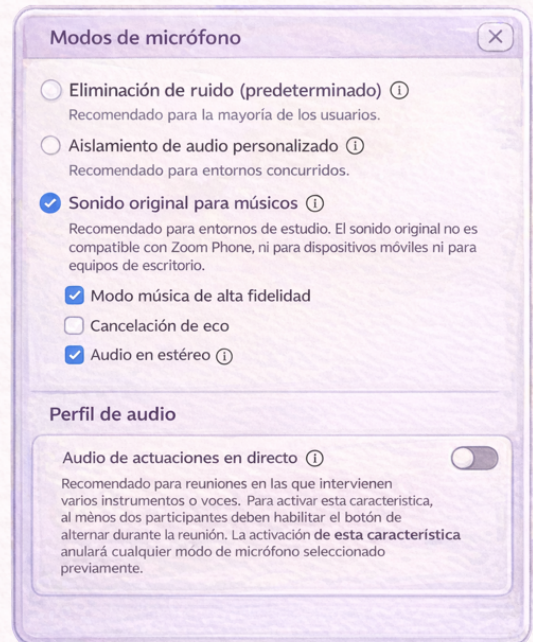 Modos de micrófono
Eliminación de ruido (predeterminado)
Recomendado para la mayoría de los usuarios.
Aislamiento de audio personalizado
Recomendado para entornos concurridos.
Sonido original para músicos
Recomendado para entornos de estudio. El sonido original no es
compatible con Zoom Phone, ni para dispositivos móviles ni para
equipos de escritorio.
Modo música de alta fidelidad
Cancelación de eco
Audio en estéreo
Perfil de audio
Audio de actuaciones en directo
Recomendado para reuniones en las que intervienen
varios instrumentos o voces. Para activar esta caracteristica,
al mènos dos participantes deben habilitar el botón de
alternar durante la reunión. La activación de esta característica
anulará cualquier modo de micrófono seleccionado
previamente.